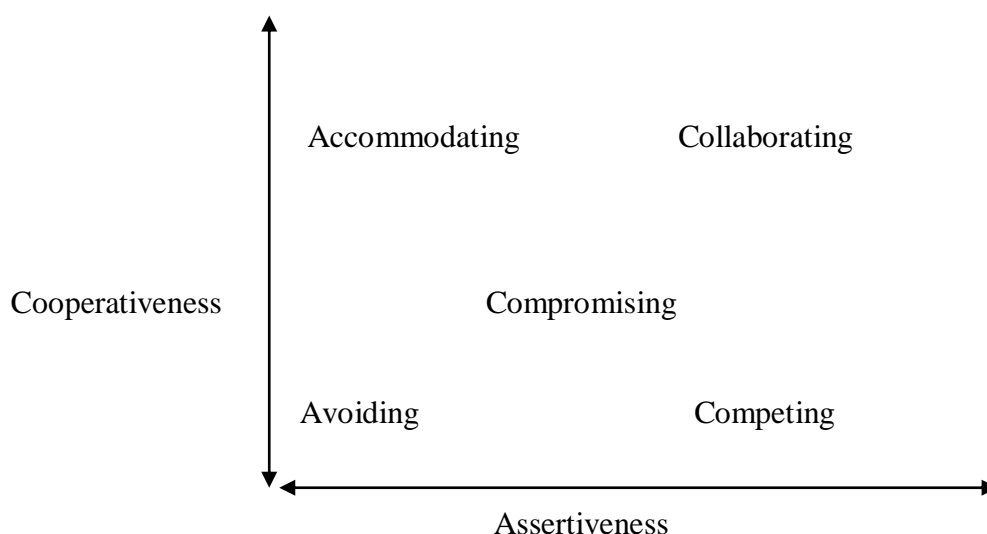 Accommodating Collaborating
Cooperativeness Compromising
Avoiding Competing
Assertiveness